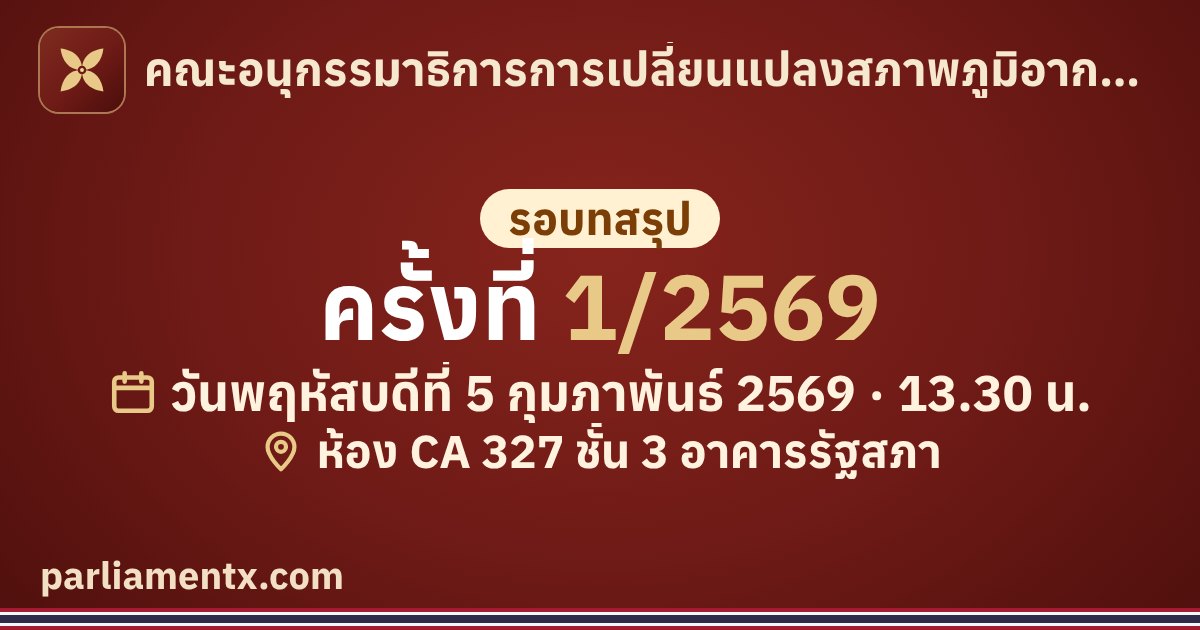 คณะอนุกรรมาธิการการเปลี่ยนแปลงสภาพภูมิอาก...
รอบทสรุป
ครั้งที่ 1/2569
วันพฤหัสบดีที่ 5 กุมภาพันธ์ 2569 · 13.30 น.
ห้อง CA 327 ชั้น 3 อาคารรัฐสภา
parliamentx.com